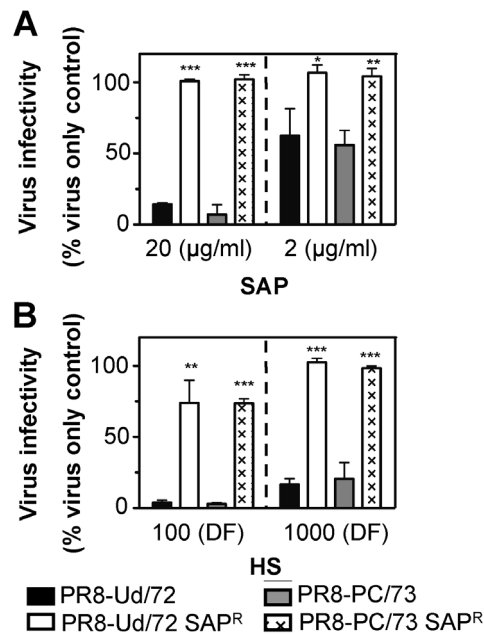 A
Virus infectivity
(% virus only control)
100
50
0
***
***
*
**
20 (µg/ml)
2 (µg/ml)
SAP
B
Virus infectivity
(% virus only control)
100
50
0
**
***
***
***
100 (DF)
1000 (DF)
HS
PR8-Ud/72
PR8-PC/73
PR8-Ud/72 SAPR
PR8-PC/73 SAPR